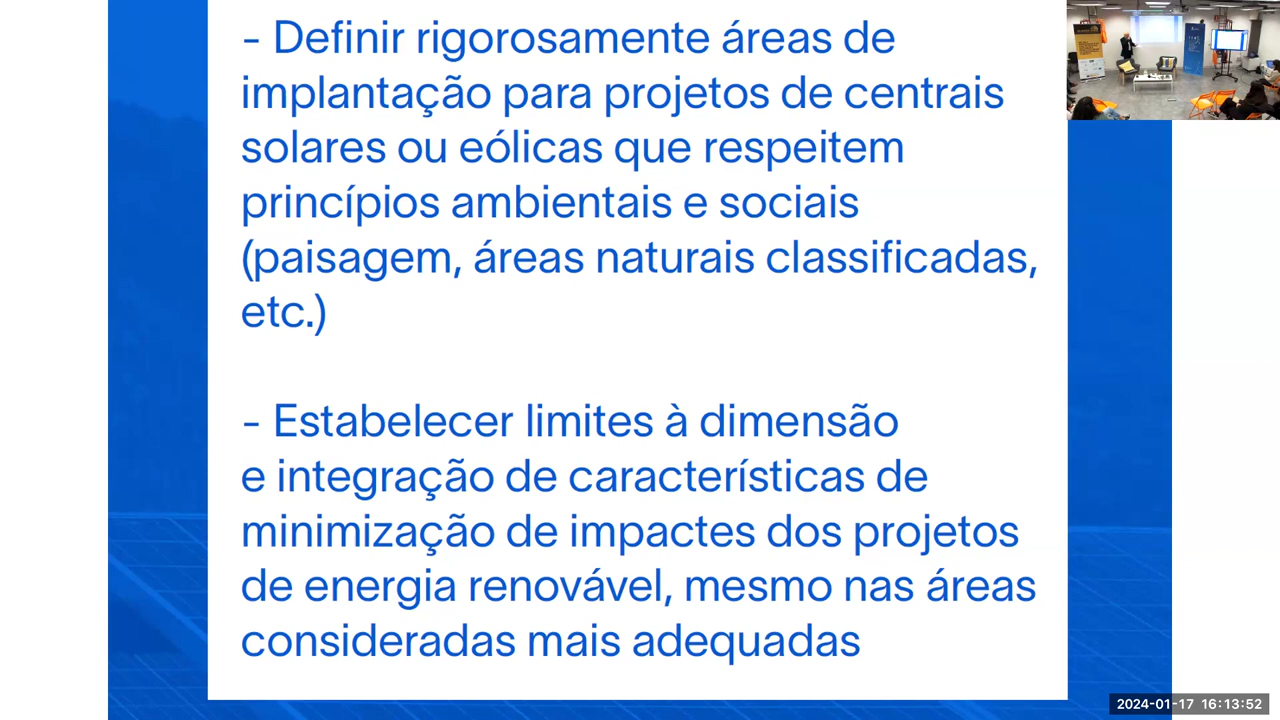 - Definir rigorosamente áreas de
implantação para projetos de centrais
solares ou eólicas que respeitem
princípios ambientais e sociais
(paisagem, áreas naturais classificadas,
etc.)
- Estabelecer limites à dimensão
e integração de características de
minimização de impactes dos projetos
de energia renovável, mesmo nas áreas
consideradas mais adequadas
2024-01-17 16:13:52